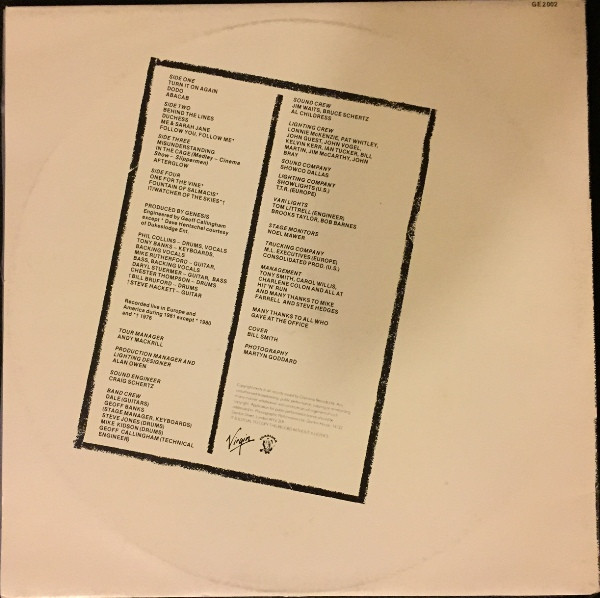 GE2002
SIDE ONE
TURN IT ON AGAIN
DODO
ABACAB
SIDE TWO
BEHIND THE LINES
DUCHESS
ME & SARAH JANE
FOLLOW YOU, FOLLOW ME*
SIDE THREE
MISUNDERSTANDING
IN THE CAGE (Medley – Cinema
Show – Slippermen)
AFTERGLOW
SIDE FOUR
ONE FOR THE VINE*
FOUNTAIN OF SALMACIS*
IT/WATCHER OF THE SKIES*†
PRODUCED BY GENESIS
Engineered by Geoff Callingham
except * Dave Hentschel courtesy
of Dukeslodge Ent.
PHIL COLLINS – DRUMS, VOCALS
TONY BANKS – KEYBOARDS,
BACKING VOCALS
MIKE RUTHERFORD – GUITAR,
BASS, BACKING VOCALS
DARYL STUERMER – GUITAR, BASS
CHESTER THOMPSON – DRUMS
†BILL BRUFORD – DRUMS
†STEVE HACKETT – GUITAR
Recorded live in Europe and
America during 1981 except * 1980
and *† 1976
TOUR MANAGER
ANDY MACKRILL
PRODUCTION MANAGER AND
LIGHTING DESIGNER
ALAN OWEN
SOUND ENGINEER
CRAIG SCHERTZ
BAND CREW
DALE (GUITARS)
GEOFF BANKS
(STAGE MANAGER, KEYBOARDS)
STEVE JONES (DRUMS)
MIKE KIDSON (DRUMS)
GEOFF CALLINGHAM (TECHNICAL
ENGINEER)
SOUND CREW
JIM WAITS, BRUCE SCHERTZ
AL CHILDRESS
LIGHTING CREW
LONNIE McKENZIE, PAT WHITLEY,
JOHN GUEST, JOHN VOGEL,
KELVIN KERR, IAN TUCKER, BILL
MARTIN, JIM McCARTHY, JOHN
BRAY
SOUND COMPANY
SHOWCO DALLAS
LIGHTING COMPANY
SHOWLIGHTS (U.S.)
T.F.A. (EUROPE)
VARI LIGHTS
TOM LITTRELL (ENGINEER)
BROOKS TAYLOR, BOB BARNES
STAGE MONITORS
NOEL MAWER
TRUCKING COMPANY
M.L. EXECUTIVES (EUROPE)
CONSOLIDATED PROD. (U.S.)
MANAGEMENT
TONY SMITH, CAROL WILLIS,
CHARLENE COLON AND ALL AT
HIT 'N' RUN
AND MANY THANKS TO MIKE
FARRELL AND STEVE HEDGES
MANY THANKS TO ALL WHO
GAVE AT THE OFFICE
COVER
BILL SMITH
PHOTOGRAPHY
MARTYN GODDARD
Virgin